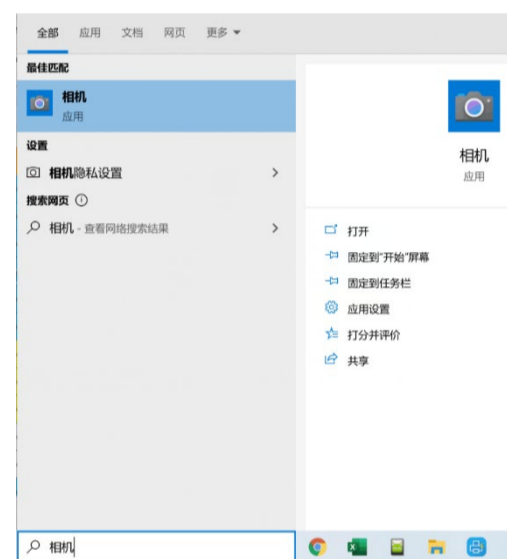 全部 应用 文档 网页 更多
最佳匹配
相机
应用
设置
相机隐私设置
搜索网页
相机 - 查看网络搜索结果
相机
应用
打开
固定到"开始"屏幕
固定到任务栏
应用设置
打分并评价
共享
相机